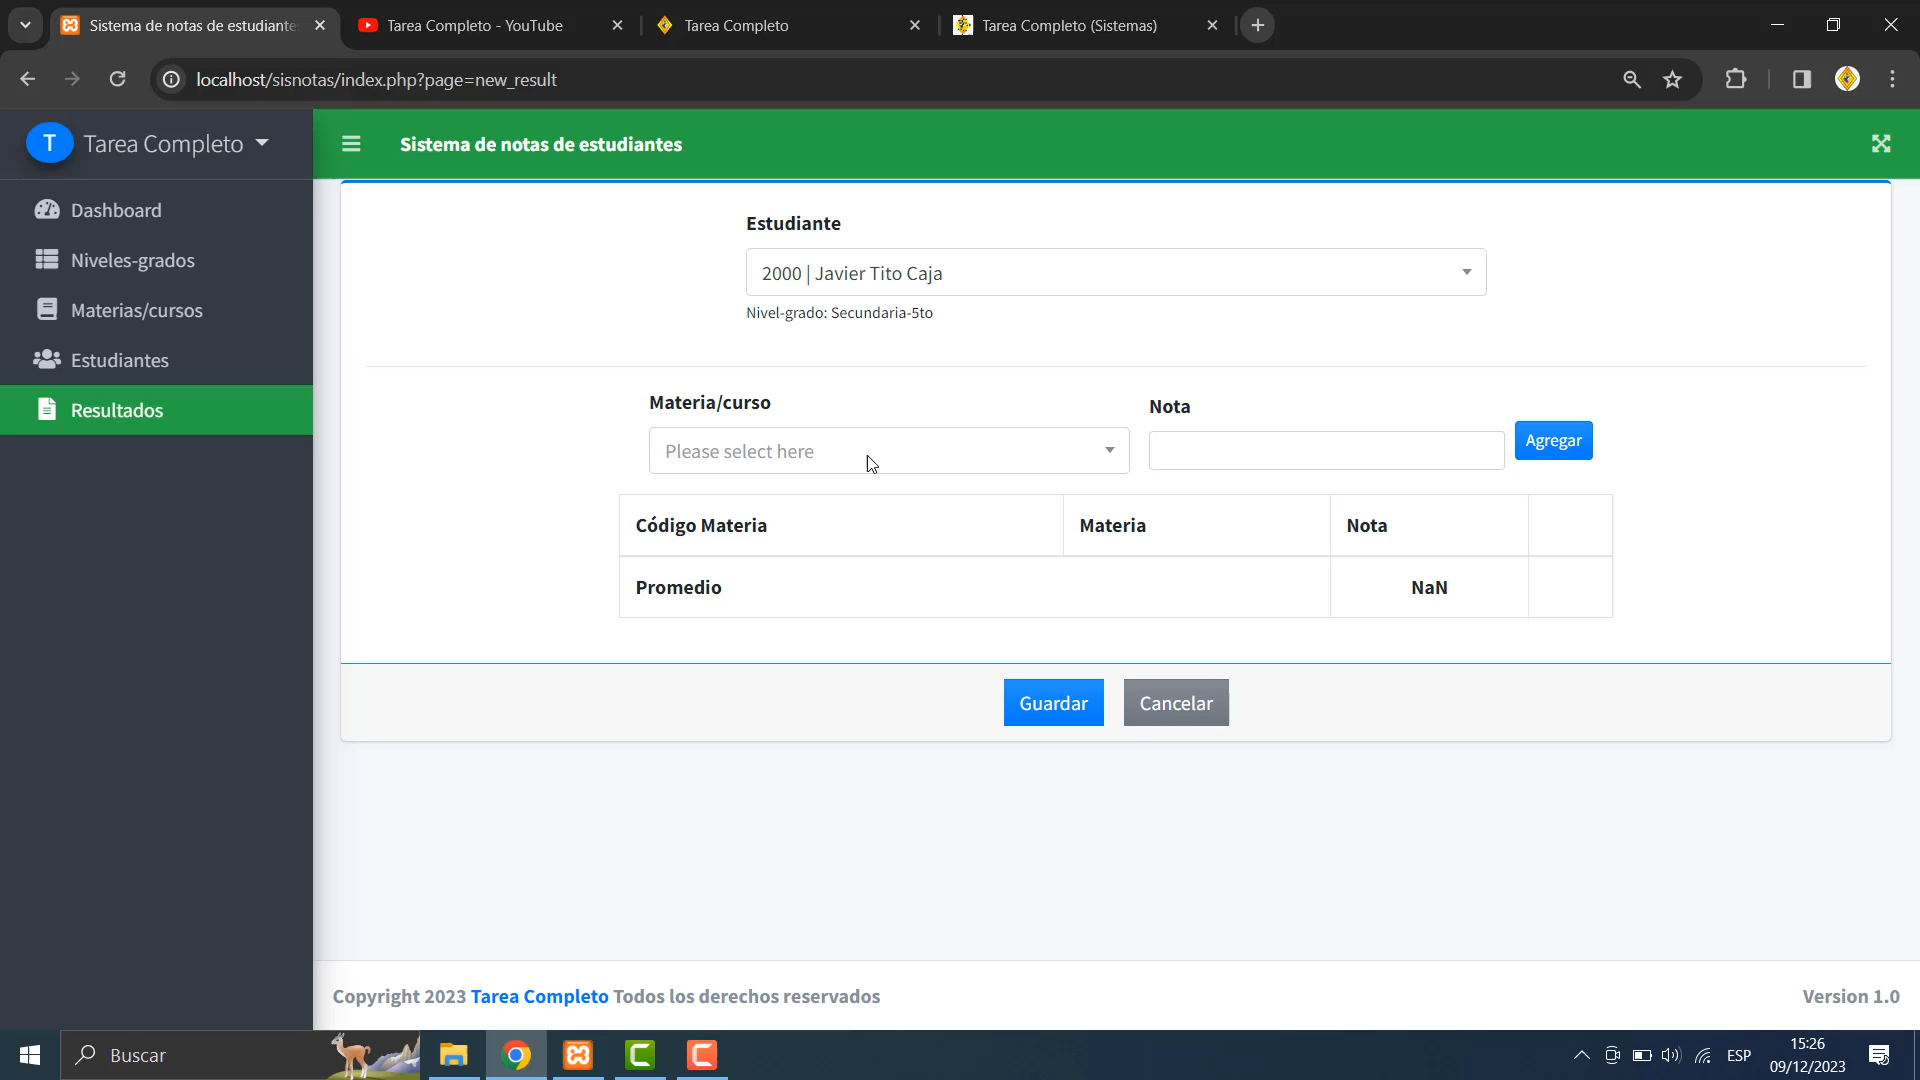 Sistema de notas de estudiante
Tarea Completo - YouTube
Tarea Completo
Tarea Completo (Sistemas)
localhost/sisnotas/index.php?page=new_result
T
Tarea Completo
Sistema de notas de estudiantes
Dashboard
Niveles-grados
Materias/cursos
Estudiantes
Resultados
Estudiante
2000 | Javier Tito Caja
Nivel-grado: Secundaria-5to
Materia/curso
Nota
Please select here
Agregar
Código Materia
Materia
Nota
Promedio
NaN
Guardar
Cancelar
Copyright 2023 Tarea Completo Todos los derechos reservados
Version 1.0
Buscar
ESP
15:26
09/12/2023